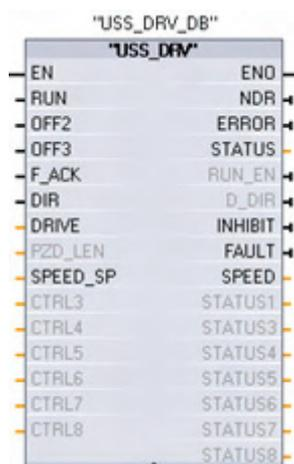 "USS_DRV_DB"
"USS_DRV"
EN ENO
RUN NDR
OFF2 ERROR
OFF3 STATUS
F_ACK RUN_EN
DIR D_DIR
DRIVE INHIBIT
PZD_LEN FAULT
SPEED_SP SPEED
CTRL3 STATUS1
CTRL4 STATUS3
CTRL5 STATUS4
CTRL6 STATUS5
CTRL7 STATUS6
CTRL8 STATUS7
STATUS8